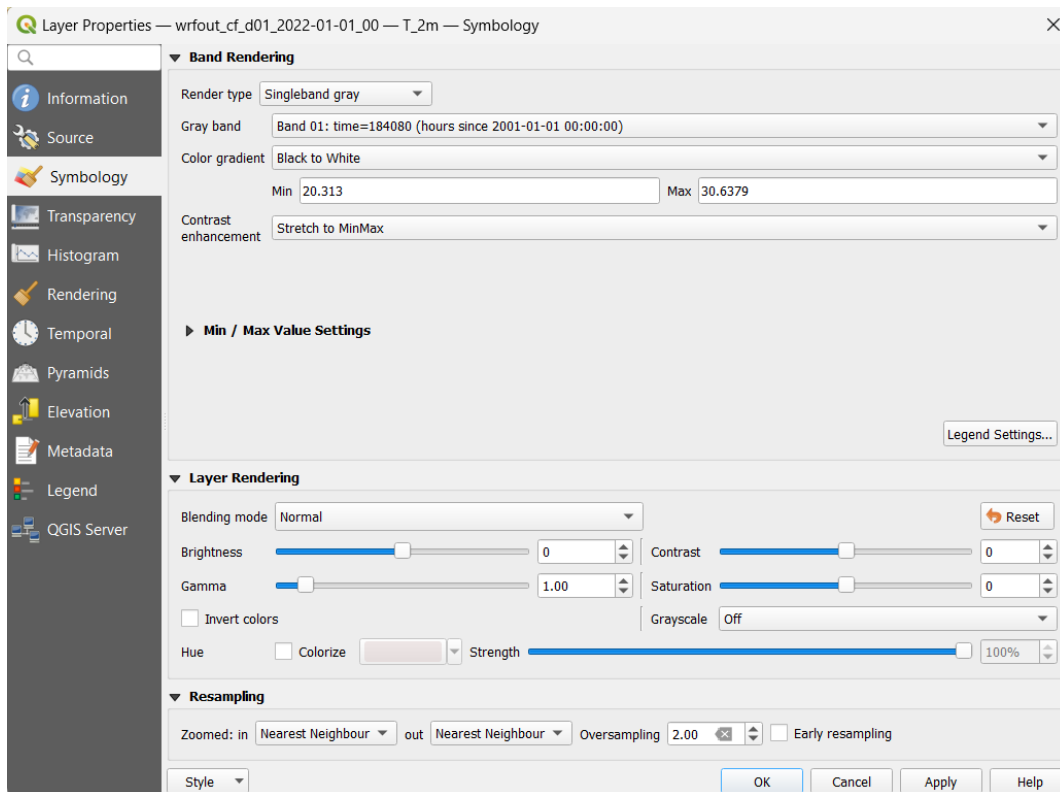 Layer Properties — wrfout_cf_d01_2022-01-01_00 — T_2m — Symbology
Information
Source
Symbology
Transparency
Histogram
Rendering
Temporal
Pyramids
Elevation
Metadata
Legend
QGIS Server
Band Rendering
Render type Singleband gray
Gray band Band 01: time=184080 (hours since 2001-01-01 00:00:00)
Color gradient Black to White
Min 20.313 Max 30.6379
Contrast
enhancement Stretch to MinMax
Min / Max Value Settings
Legend Settings...
Layer Rendering
Blending mode Normal Reset
Brightness 0 Contrast 0
Gamma 1.00 Saturation 0
Invert colors Grayscale Off
Hue Colorize Strength 100%
Resampling
Zoomed: in Nearest Neighbour out Nearest Neighbour Oversampling 2.00 Early resampling
Style OK Cancel Apply Help